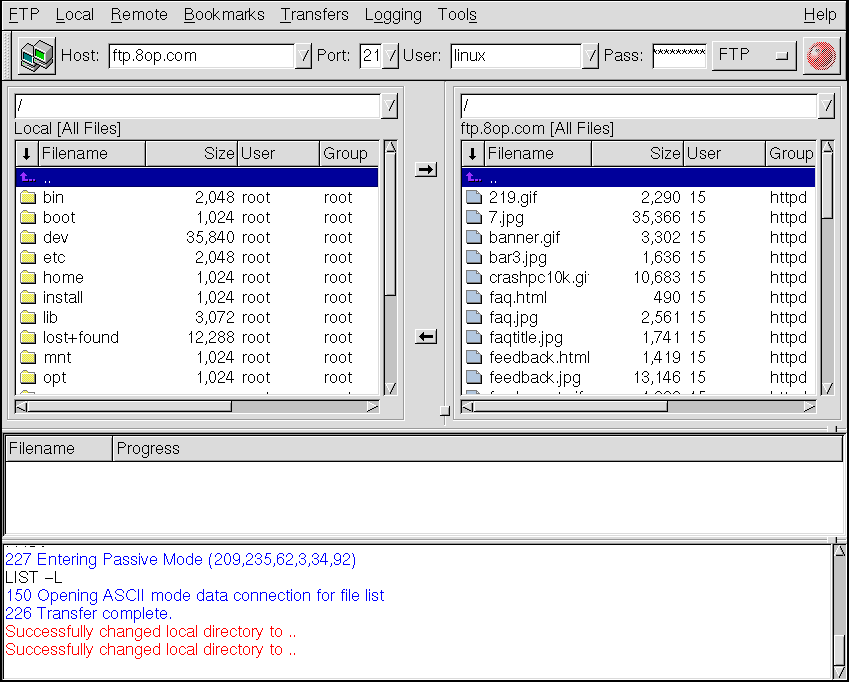 FTP Local Remote Bookmarks Transfers Logging Tools Help
Host: ftp.8op.com Port: 21 User: linux Pass: ********* FTP
/
Local [All Files]
Filename Size User Group
..
bin 2,048 root root
boot 1,024 root root
dev 35,840 root root
etc 2,048 root root
home 1,024 root root
install 1,024 root root
lib 3,072 root root
lost+found 12,288 root root
mnt 1,024 root root
opt 1,024 root root
/
ftp.8op.com [All Files]
Filename Size User Group
..
219.gif 2,290 15 httpd
7.jpg 35,366 15 httpd
banner.gif 3,302 15 httpd
bar3.jpg 1,636 15 httpd
crashpc10k.gi 10,683 15 httpd
faq.html 490 15 httpd
faq.jpg 2,561 15 httpd
faqtitle.jpg 1,741 15 httpd
feedback.html 1,419 15 httpd
feedback.jpg 13,146 15 httpd
Filename Progress
227 Entering Passive Mode (209,235,62,3,34,92)
LIST -L
150 Opening ASCII mode data connection for file list
226 Transfer complete.
Successfully changed local directory to ..
Successfully changed local directory to ..